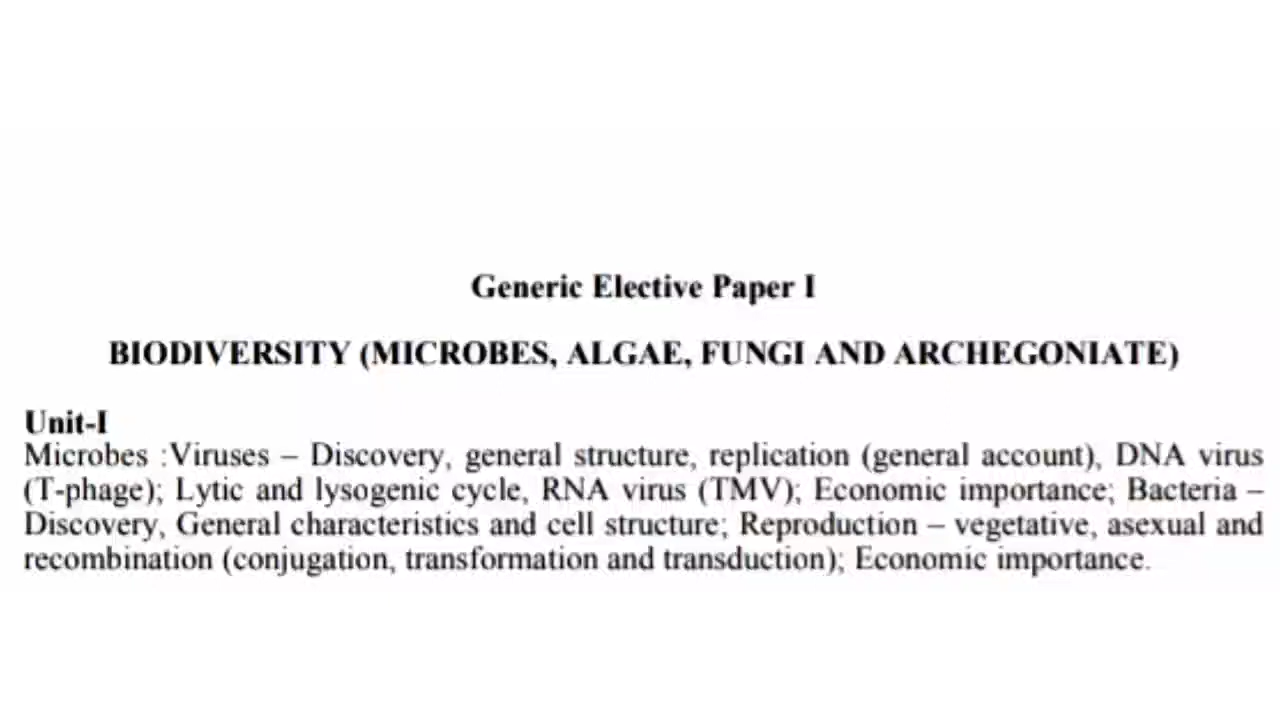 Generic Elective Paper I
BIODIVERSITY (MICROBES, ALGAE, FUNGI AND ARCHEGONIATE)
Unit-I
Microbes :Viruses – Discovery, general structure, replication (general account), DNA virus
(T-phage); Lytic and lysogenic cycle, RNA virus (TMV); Economic importance; Bacteria –
Discovery, General characteristics and cell structure; Reproduction – vegetative, asexual and
recombination (conjugation, transformation and transduction); Economic importance.